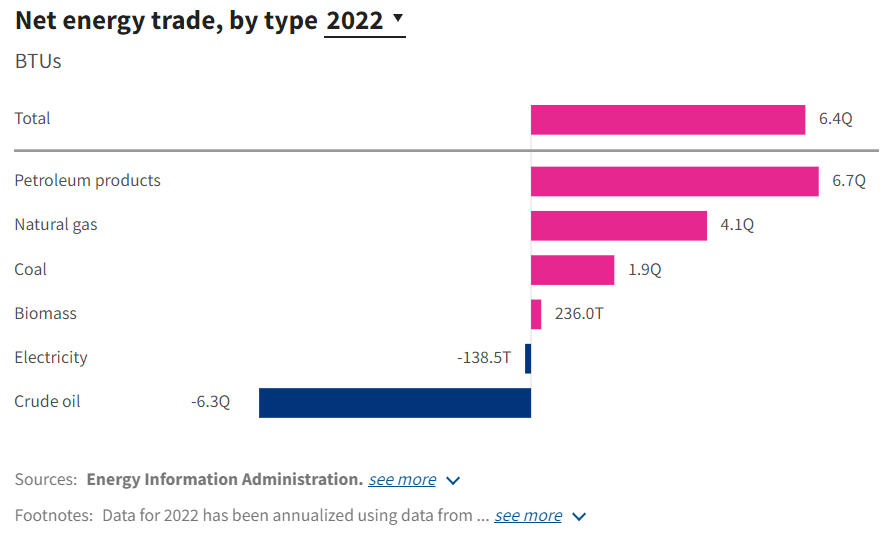 Net energy trade, by type 2022
BTUs
Total 6.4Q
Petroleum products 6.7Q
Natural gas 4.1Q
Coal 1.9Q
Biomass 236.0T
Electricity -138.5T
Crude oil -6.3Q
Sources: Energy Information Administration. see more
Footnotes: Data for 2022 has been annualized using data from ... see more